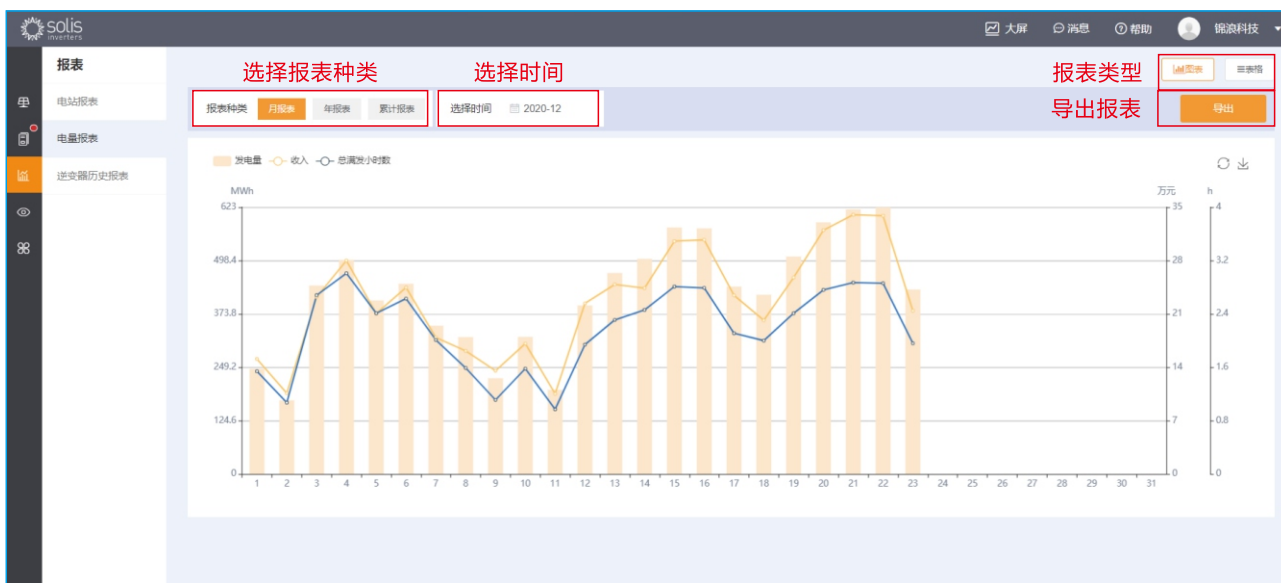 solis
inverters
大屏
消息
帮助
锦浪科技
报表
电站报表
电量报表
逆变器历史报表
选择报表种类
选择时间
报表类型
图表
表格
报表种类
月报表
年报表
累计报表
选择时间
2020-12
导出报表
导出
发电量
收入
总满发小时数
MWh
万元
h
623
35
4
498.4
28
3.2
373.8
21
2.4
249.2
14
1.6
124.6
7
0.8
0
0
0
1 2 3 4 5 6 7 8 9 10 11 12 13 14 15 16 17 18 19 20 21 22 23 24 25 26 27 28 29 30 31